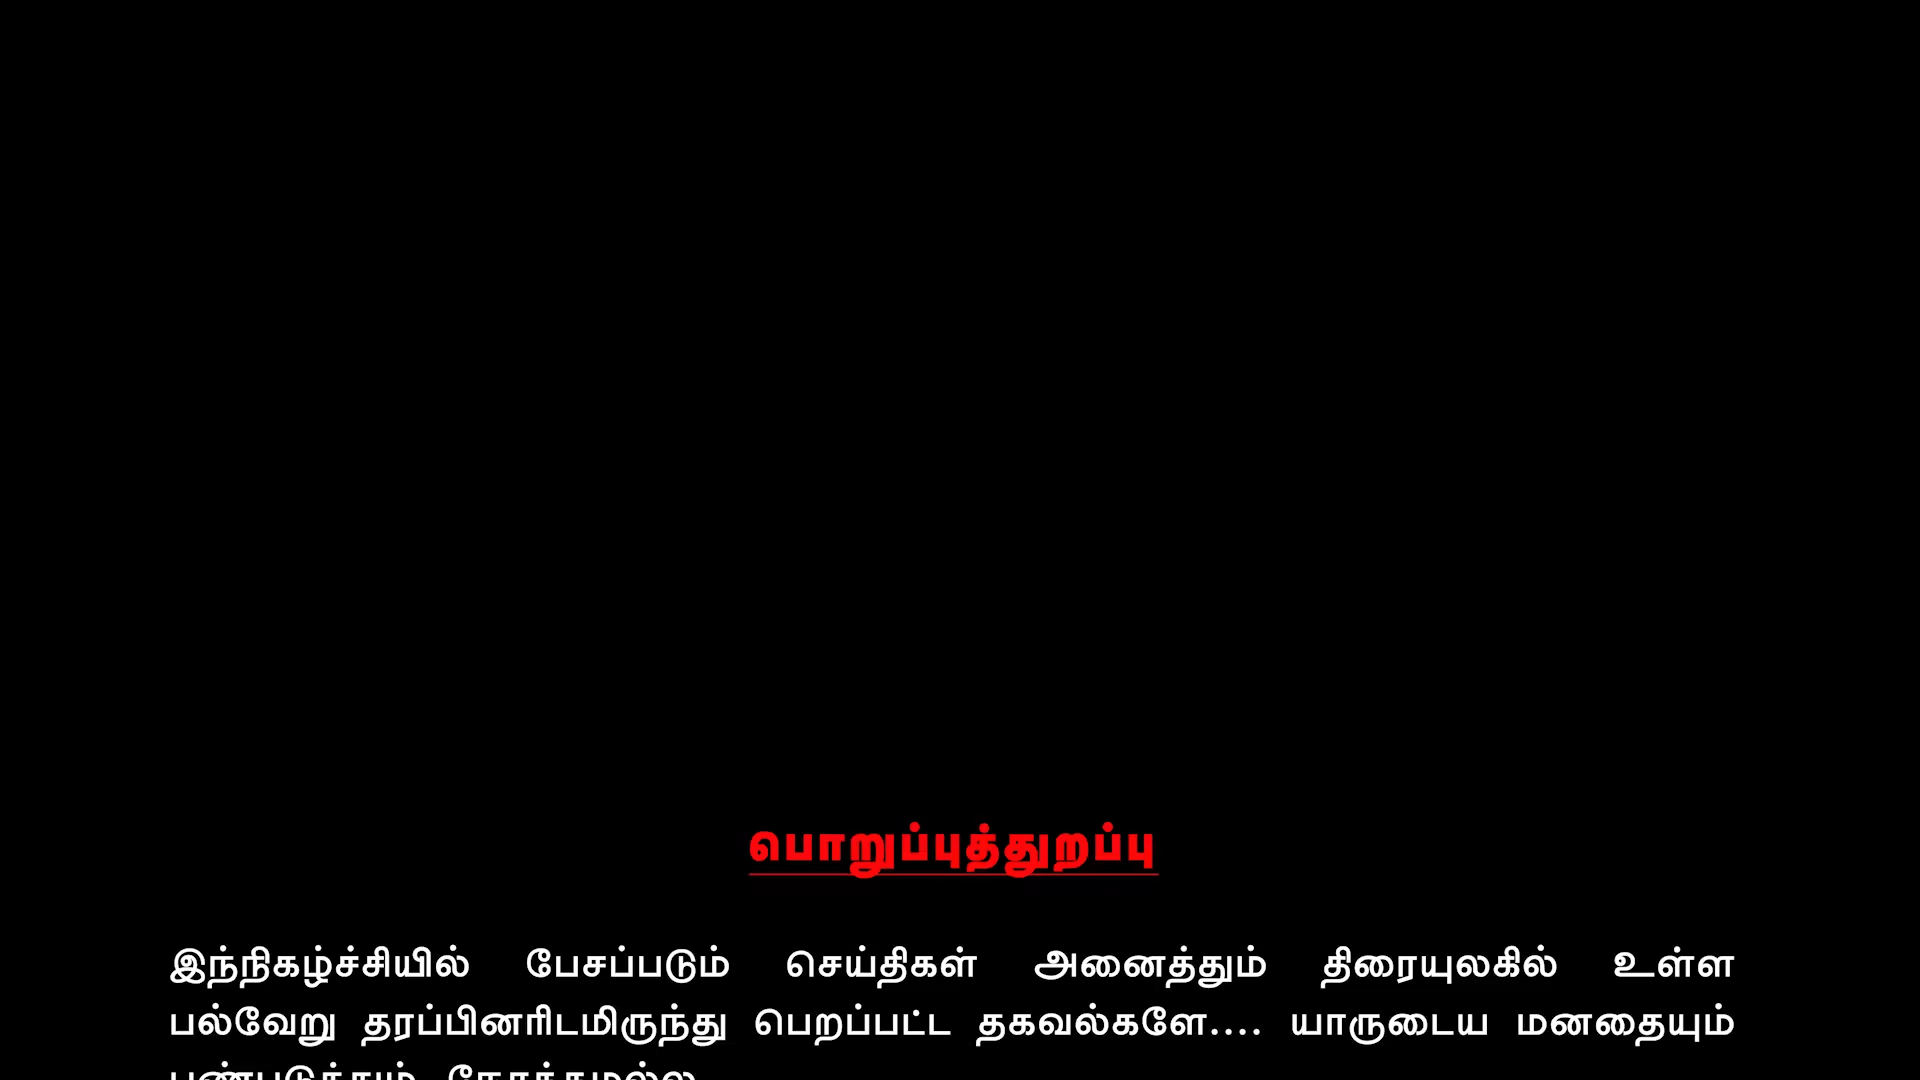 பொறுப்புத்துறப்பு
இந்நிகழ்ச்சியில் பேசப்படும் செய்திகள் அனைத்தும் திரையுலகில் உள்ள
பல்வேறு தரப்பினரிடமிருந்து பெறப்பட்ட தகவல்களே.... யாருடைய மனதையும்